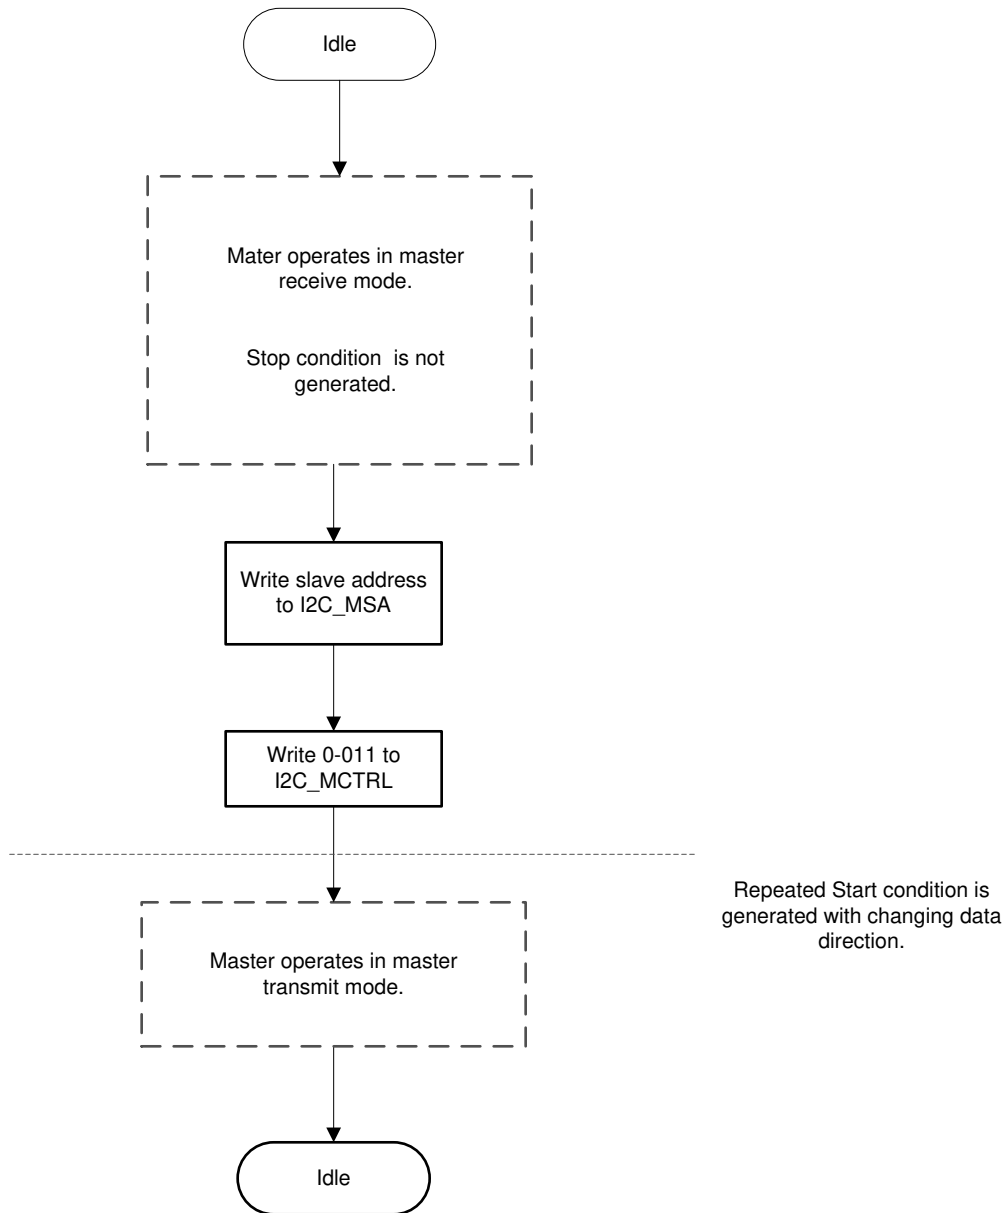 Idle
Mater operates in master
receive mode.
Stop condition  is not
generated.
Write slave address
to I2C_MSA
Write 0-011 to
I2C_MCTRL
Repeated Start condition is
generated with changing data
direction.
Master operates in master
transmit mode.
Idle